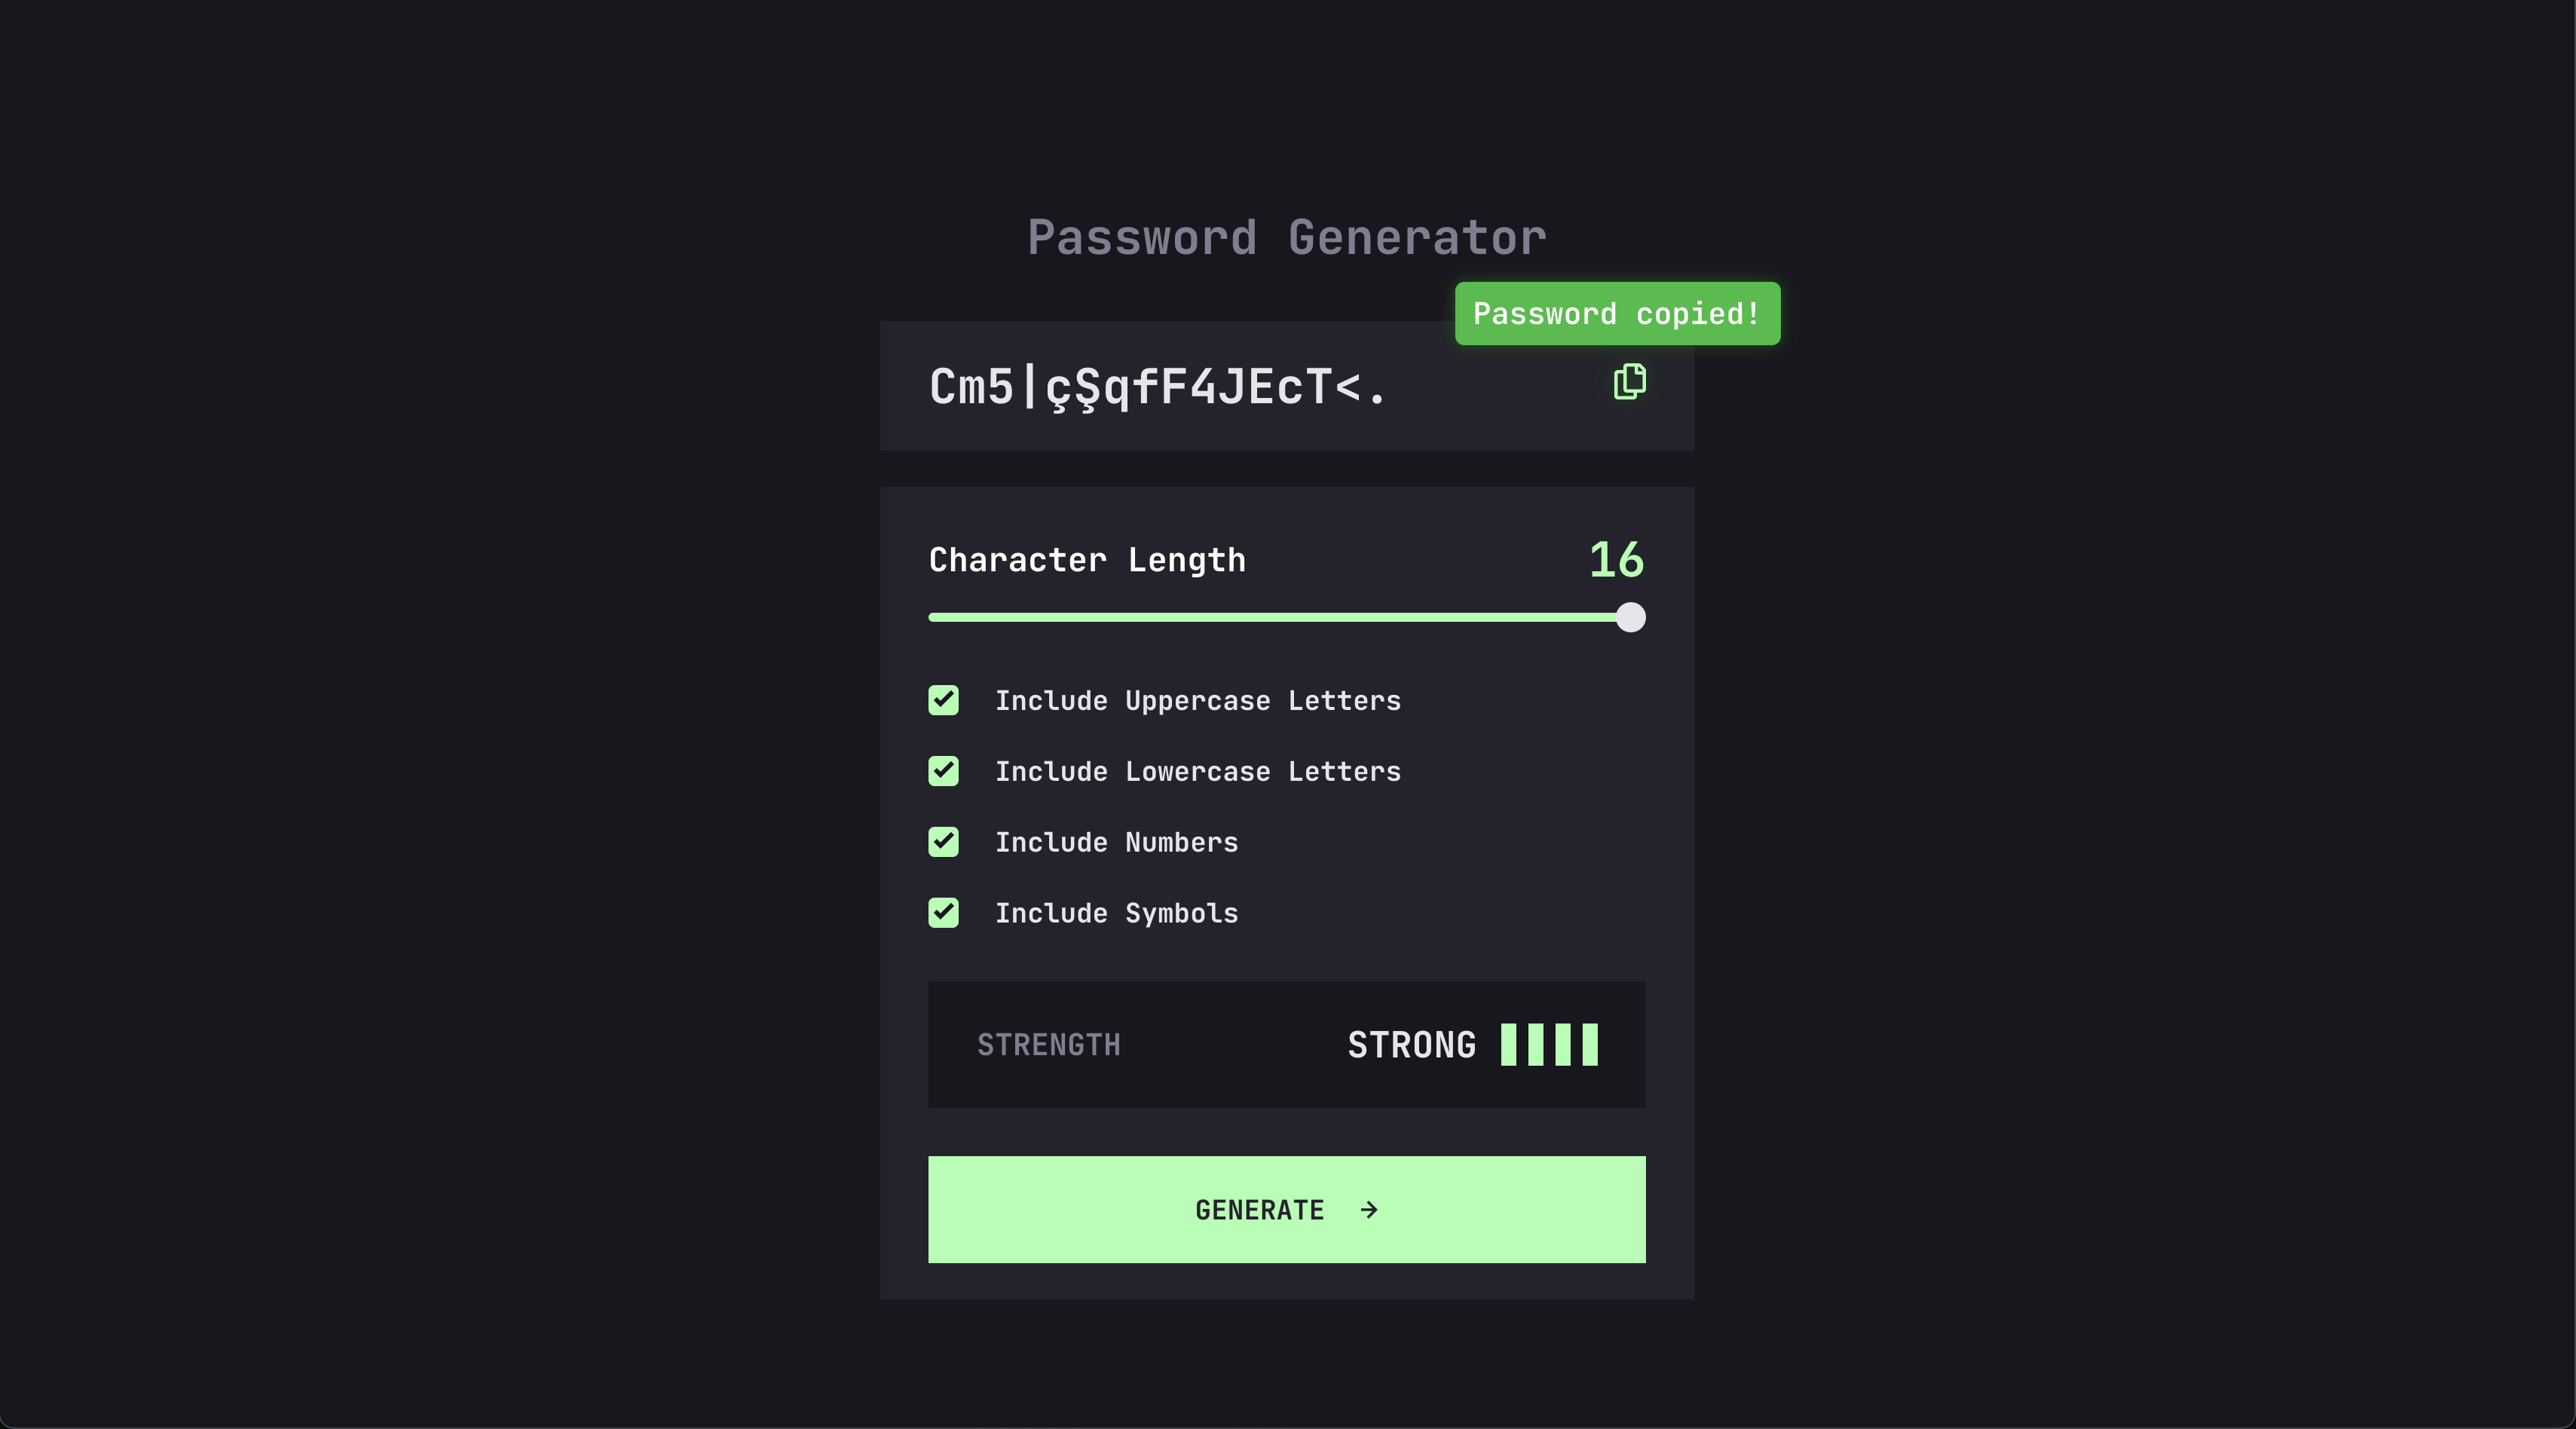 Password Generator
Password copied!
Cm5|çŞqfF4JEcT<.
Character Length
16
Include Uppercase Letters
Include Lowercase Letters
Include Numbers
Include Symbols
STRENGTH
STRONG
GENERATE →